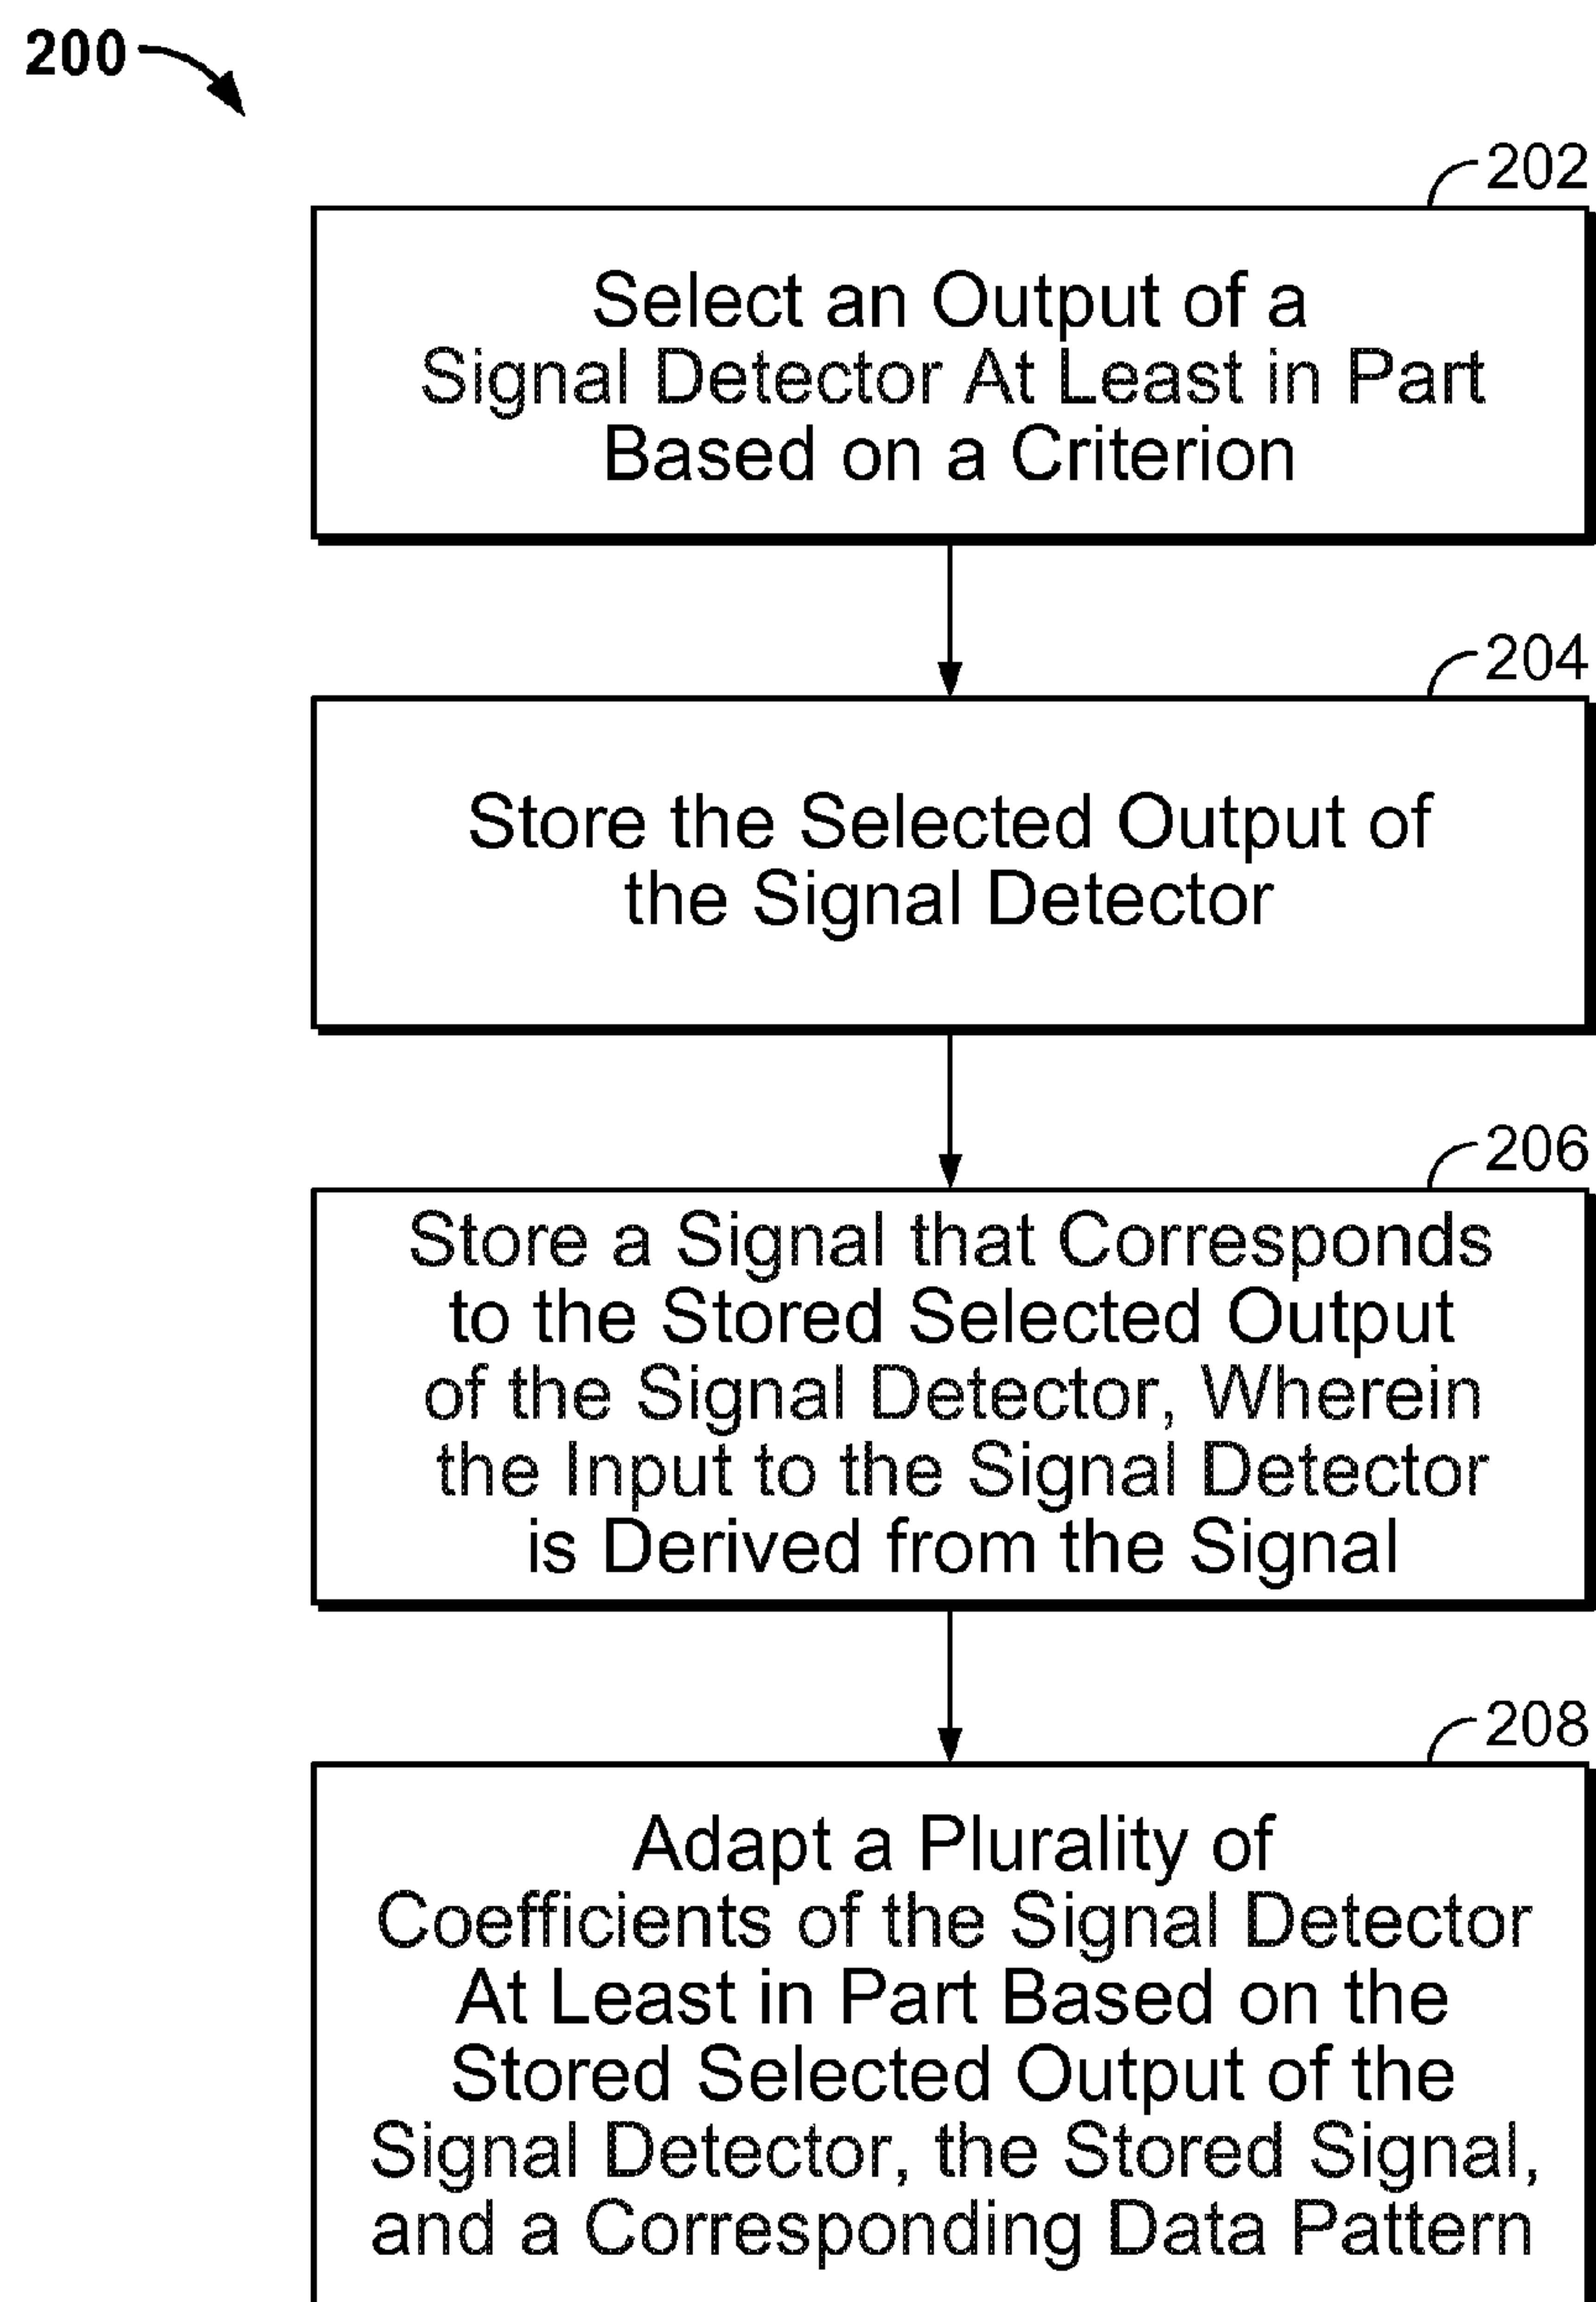 200
202
Select an Output of a
Signal Detector At Least in Part
Based on a Criterion
204
Store the Selected Output of
the Signal Detector
206
Store a Signal that Corresponds
to the Stored Selected Output
of the Signal Detector, Wherein
the Input to the Signal Detector
is Derived from the Signal
208
Adapt a Plurality of
Coefficients of the Signal Detector
At Least in Part Based on the
Stored Selected Output of the
Signal Detector, the Stored Signal,
and a Corresponding Data Pattern